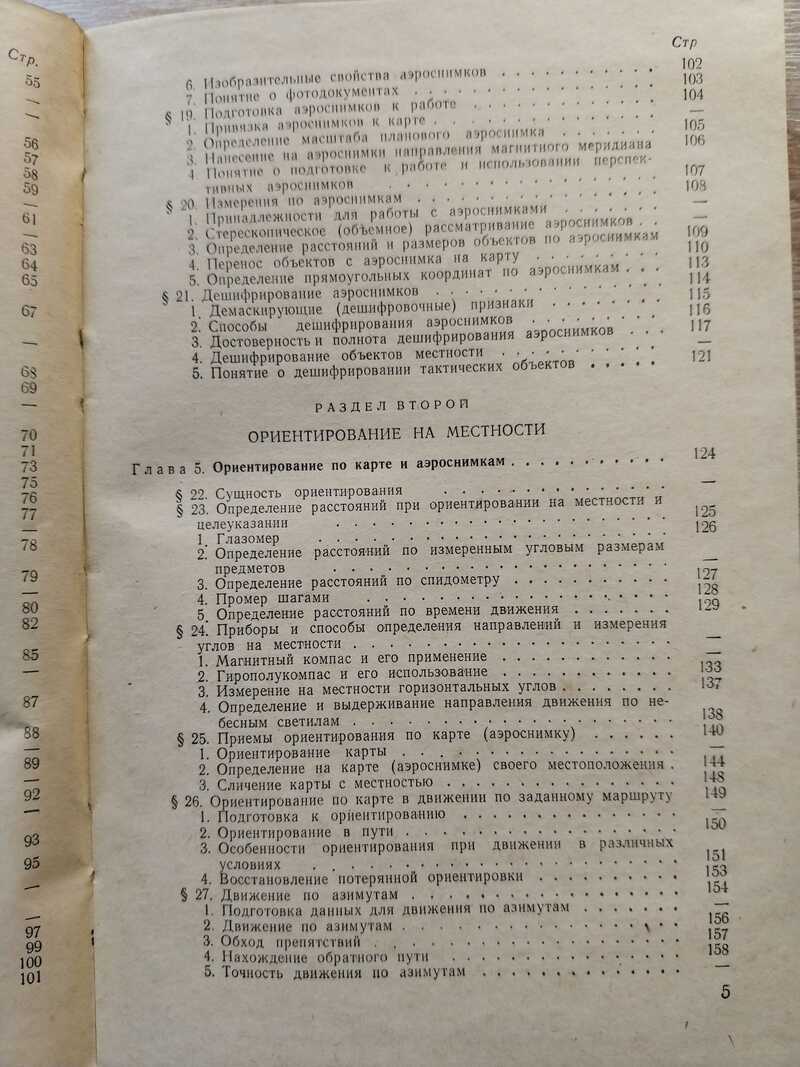 Стр.
55
—
—
56
57
58
59
—
61
—
63
64
65
—
67
—
68
69
—
70
71
73
75
76
77
—
78
—
79
—
80
82
—
85
—
87
—
88
—
89
—
92
—
93
—
95
—
—
97
99
100
101
Стр
6. Изобразительные свойства аэроснимков . . . . . . . . . . 102
7. Понятие о фотодокументах . . . . . . . . . . . . . 103
§ 19. Подготовка аэроснимков к работе . . . . . . . . . . 104
1. Привязка аэроснимков к карте . . . . . . . . . . . . —
2. Определение масштаба планового аэроснимка . . . . . . . 105
3. Нанесение на аэроснимки направления магнитного меридиана 106
4. Понятие о подготовке к работе и использовании перспек-
тивных аэроснимков . . . . . . . . . . . . . . 107
§ 20. Измерения по аэроснимкам . . . . . . . . . . . . . 108
1. Принадлежности для работы с аэроснимками . . . . . . . —
2. Стереоскопическое (объемное) рассматривание аэроснимков . . —
3. Определение расстояний и размеров объектов по аэроснимкам 109
4. Перенос объектов с аэроснимка на карту . . . . . . . . 110
5. Определение прямоугольных координат по аэроснимкам . . . 113
§ 21. Дешифрирование аэроснимков . . . . . . . . . . . . 114
1. Демаскирующие (дешифровочные) признаки . . . . . . . 115
2. Способы дешифрирования аэроснимков . . . . . . . . 116
3. Достоверность и полнота дешифрирования аэроснимков . . . 117
4. Дешифрирование объектов местности . . . . . . . . . —
5. Понятие о дешифрировании тактических объектов . . . . . 121
РАЗДЕЛ ВТОРОЙ
ОРИЕНТИРОВАНИЕ НА МЕСТНОСТИ
Глава 5. Ориентирование по карте и аэроснимкам . . . . . . . . . . 124
§ 22. Сущность ориентирования . . . . . . . . . . . . . —
§ 23. Определение расстояний при ориентировании на местности и
целеуказании . . . . . . . . . . . . . . . . . 125
1. Глазомер . . . . . . . . . . . . . . . . . . 126
2. Определение расстояний по измеренным угловым размерам
предметов . . . . . . . . . . . . . . . . . —
3. Определение расстояний по спидометру . . . . . . . . . 127
4. Промер шагами . . . . . . . . . . . . . . . . 128
5. Определение расстояний по времени движения . . . . . . . 129
§ 24. Приборы и способы определения направлений и измерения
углов на местности . . . . . . . . . . . . . . . . —
1. Магнитный компас и его применение . . . . . . . . . . —
2. Гирополукомпас и его использование . . . . . . . . . . 133
3. Измерение на местности горизонтальных углов . . . . . . . 137
4. Определение и выдерживание направления движения по не-
бесным светилам . . . . . . . . . . . . . . . . 138
§ 25. Приемы ориентирования по карте (аэроснимку) . . . . . . 140
1. Ориентирование карты . . . . . . . . . . . . . . —
2. Определение на карте (аэроснимке) своего местоположения . 144
3. Сличение карты с местностью . . . . . . . . . . . . 148
§ 26. Ориентирование по карте в движении по заданному маршруту 149
1. Подготовка к ориентированию . . . . . . . . . . . . —
2. Ориентирование в пути . . . . . . . . . . . . . . 150
3. Особенности ориентирования при движении в различных
условиях . . . . . . . . . . . . . . . . . . 151
4. Восстановление потерянной ориентировки . . . . . . . . 153
§ 27. Движение по азимутам . . . . . . . . . . . . . . 154
1. Подготовка данных для движения по азимутам . . . . . . . —
2. Движение по азимутам . . . . . . . . . . . . . . 156
3. Обход препятствий . . . . . . . . . . . . . . . 157
4. Нахождение обратного пути . . . . . . . . . . . . 158
5. Точность движения по азимутам . . . . . . . . . . . —
5